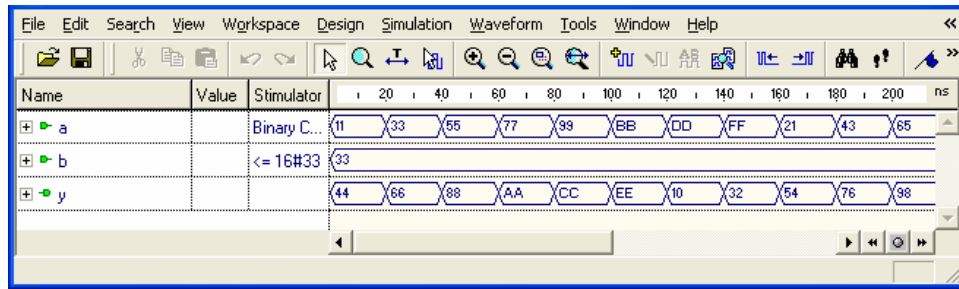 File Edit Search View Workspace Design Simulation Waveform Tools Window Help
Name Value Stimulator 20 40 60 80 100 120 140 160 180 200 ns
a Binary C... 11 33 55 77 99 BB DD FF 21 43 65
b <= 16#33 33
y 44 66 88 AA CC EE 10 32 54 76 98